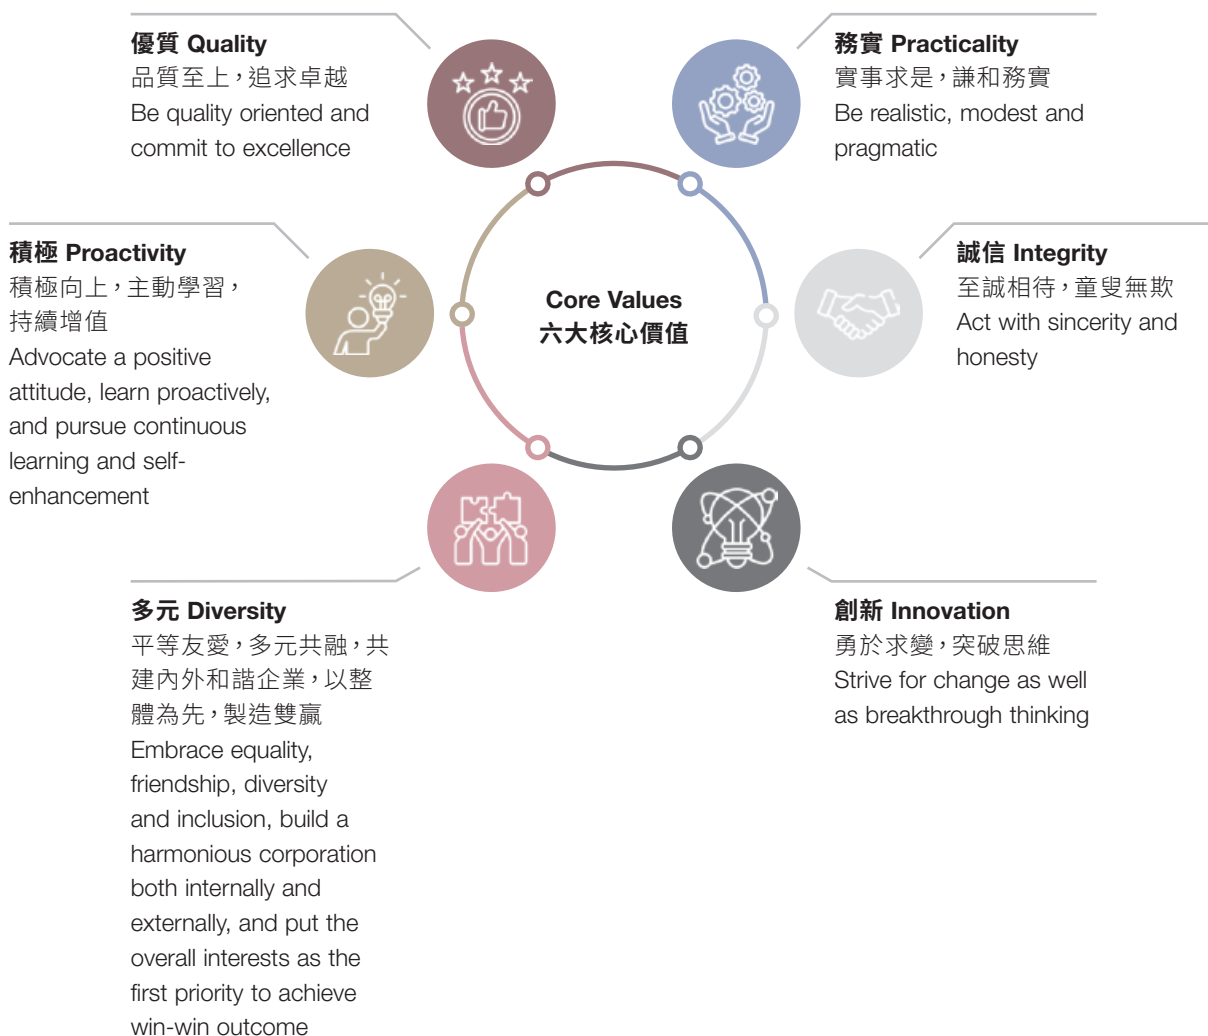 優質 Quality
品質至上，追求卓越
Be quality oriented and
commit to excellence
務實 Practicality
實事求是，謙和務實
Be realistic, modest and
pragmatic
積極 Proactivity
積極向上，主動學習，
持續增值
Advocate a positive
attitude, learn proactively,
and pursue continuous
learning and self-
enhancement
Core Values
六大核心價值
誠信 Integrity
至誠相待，童叟無欺
Act with sincerity and
honesty
多元 Diversity
平等友愛，多元共融，共
建內外和諧企業，以整
體為先，製造雙贏
Embrace equality,
friendship, diversity
and inclusion, build a
harmonious corporation
both internally and
externally, and put the
overall interests as the
first priority to achieve
win-win outcome
創新 Innovation
勇於求變，突破思維
Strive for change as well
as breakthrough thinking